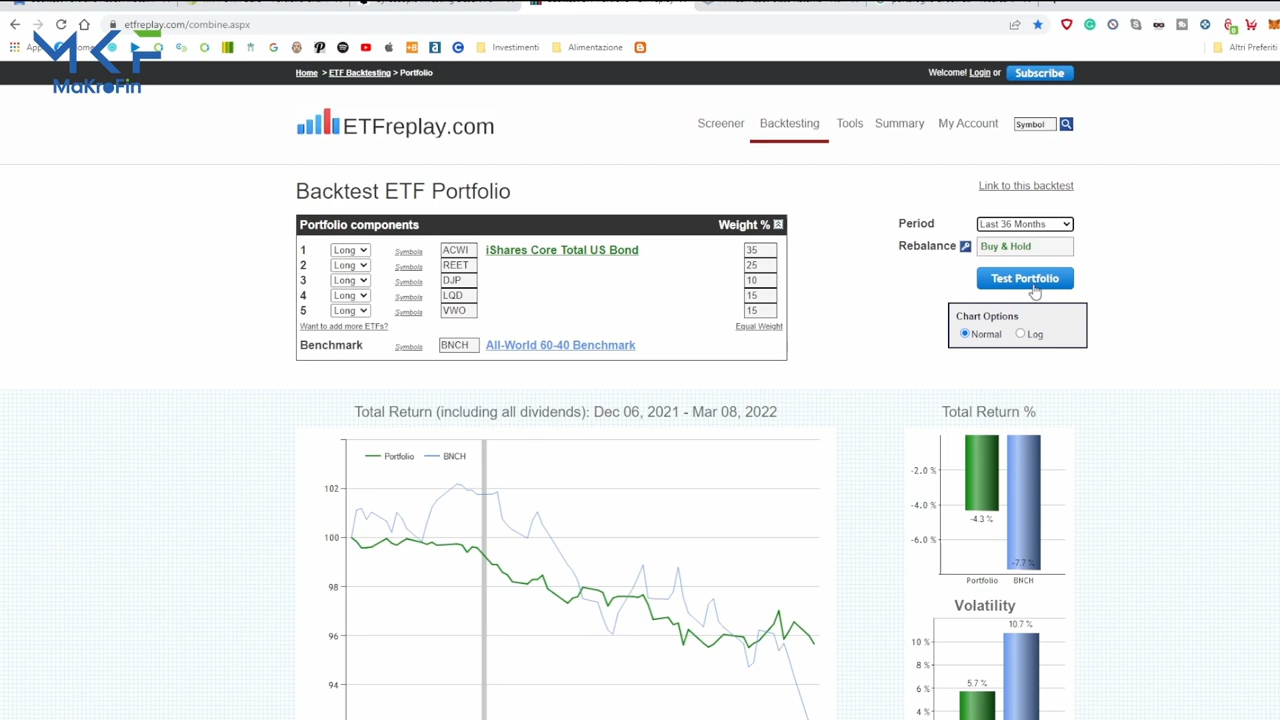 etfreplay.com/combine.aspx
Investimenti
Alimentazione
Altri Preferiti
MKF
MaKroFin
Home > ETF Backtesting > Portfolio
Welcome! Login or Subscribe
ETFreplay.com
Screener Backtesting Tools Summary My Account Symbol
Backtest ETF Portfolio
Link to this backtest
Portfolio components Weight %
1 Long Symbols ACWI iShares Core Total US Bond 35
2 Long Symbols REET 25
3 Long Symbols DJP 10
4 Long Symbols LQD 15
5 Long Symbols VWO 15
Want to add more ETFs? Equal Weight
Benchmark Symbols BNCH All-World 60-40 Benchmark
Period Last 36 Months
Rebalance Buy & Hold
Test Portfolio
Chart Options
Normal Log
Total Return (including all dividends): Dec 06, 2021 - Mar 08, 2022
Portfolio BNCH
102
100
98
96
94
Total Return %
-2.0 %
-4.0 %
-6.0 %
-4.3 %
-7.7 %
Portfolio BNCH
Volatility
10.7 %
10 %
8 %
6 %
4 %
5.7 %